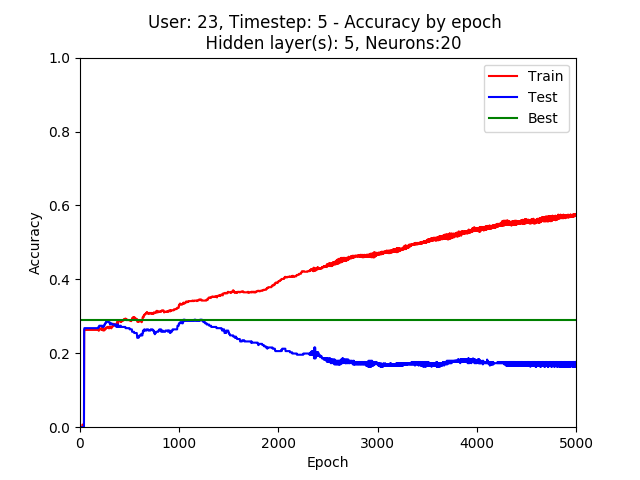 User: 23, Timestep: 5 - Accuracy by epoch
Hidden layer(s): 5, Neurons:20
1.0
0.8
0.6
0.4
0.2
0.0
Accuracy
Train
Test
Best
0 1000 2000 3000 4000 5000
Epoch